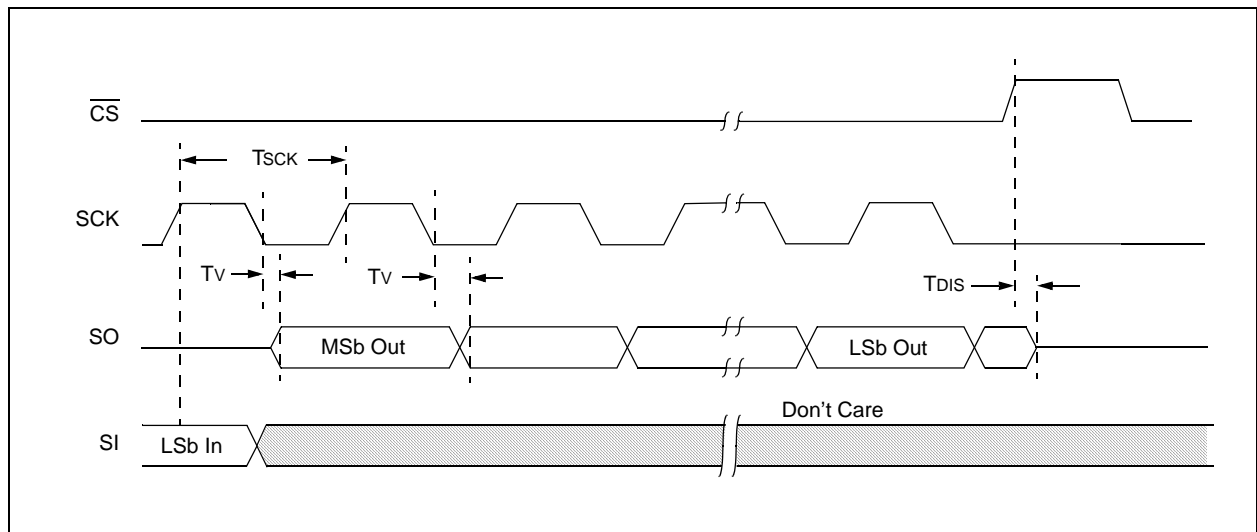 CS
TSCK
SCK
TV
TV
TDIS
SO
MSb Out
LSb Out
Don't Care
SI
LSb In